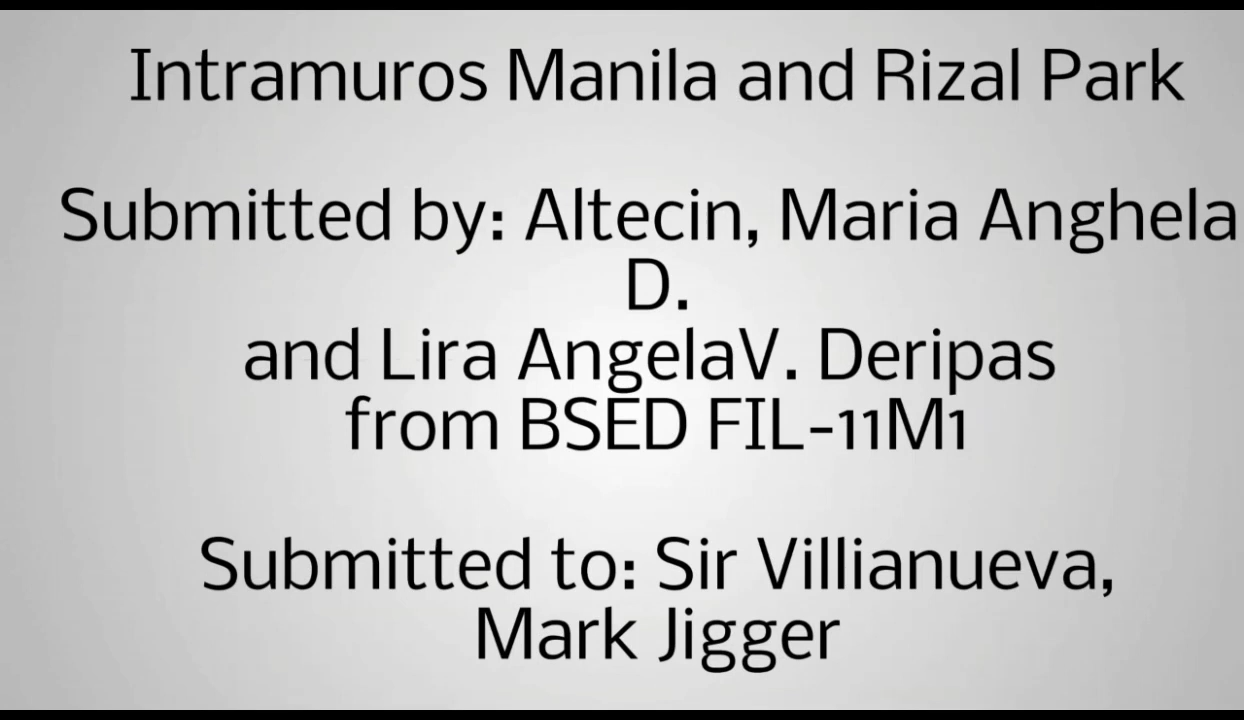 Intramuros Manila and Rizal Park
Submitted by: Altecin, Maria Anghela
D.
and Lira AngelaV. Deripas
from BSED FIL-11M1
Submitted to: Sir Villianueva,
Mark Jigger